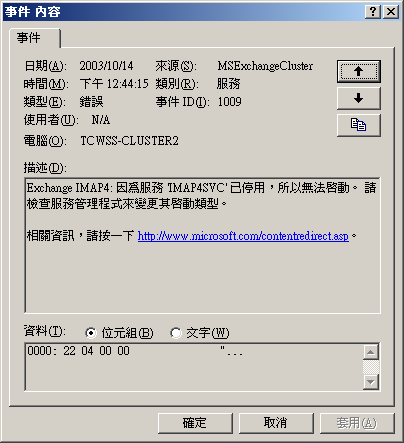 事件 內容
事件
日期(A): 2003/10/14 來源(S): MSExchangeCluster
時間(M): 下午 12:44:15 類別(R): 服務
類型(E): 錯誤 事件 ID(I): 1009
使用者(U): N/A
電腦(O): TCWSS-CLUSTER2
描述(D):
Exchange IMAP4: 因為服務 'IMAP4SVC' 已停用，所以無法啟動。 請
檢查服務管理程式來變更其啟動類型。
相關資訊，請按一下 http://www.microsoft.com/contentredirect.asp。
資料(T): 位元組(B) 文字(W)
0000: 22 04 00 00 "...
確定 取消 套用(A)